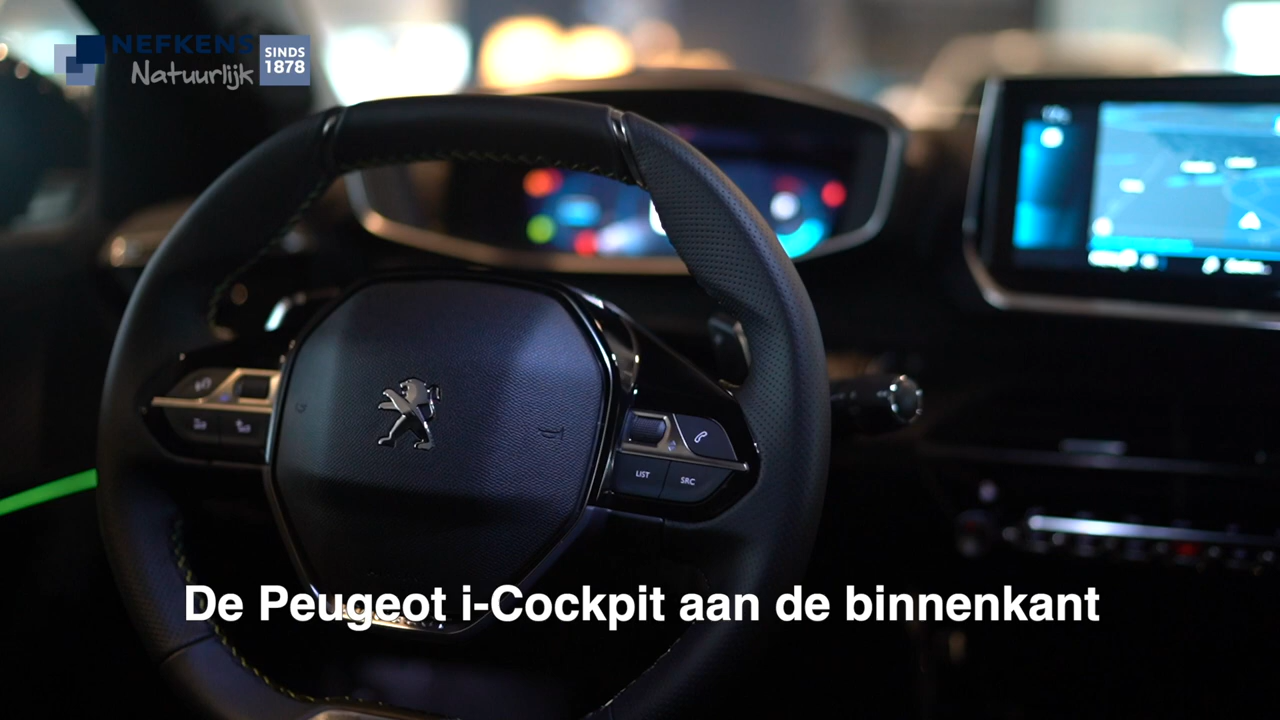 NEFKENS
Natuurlijk
SINDS
1878
LIST
SRC
De Peugeot i-Cockpit aan de binnenkant